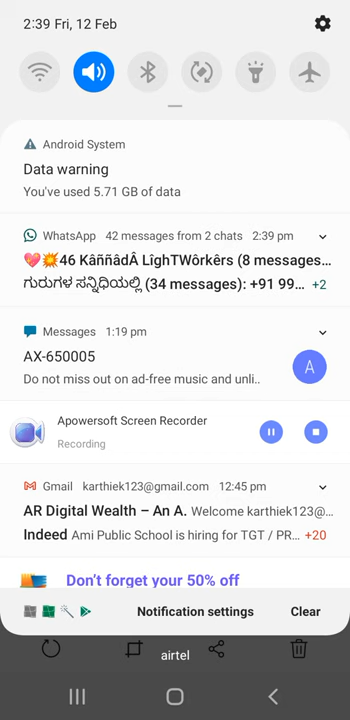 2:39 Fri, 12 Feb
Android System
Data warning
You've used 5.71 GB of data
WhatsApp 42 messages from 2 chats 2:39 pm
💖💥46 KâññâdÂ LîghTWôrkêrs (8 messages...
ಗುರುಗಳ ಸನ್ನಿಧಿಯಲ್ಲಿ (34 messages): +91 99... +2
Messages 1:19 pm
AX-650005
Do not miss out on ad-free music and unli..
A
Apowersoft Screen Recorder
Recording
Gmail karthiek123@gmail.com 12:45 pm
AR Digital Wealth – An A. Welcome karthiek123@...
Indeed Ami Public School is hiring for TGT / PR... +20
Don't forget your 50% off
Notification settings Clear
airtel